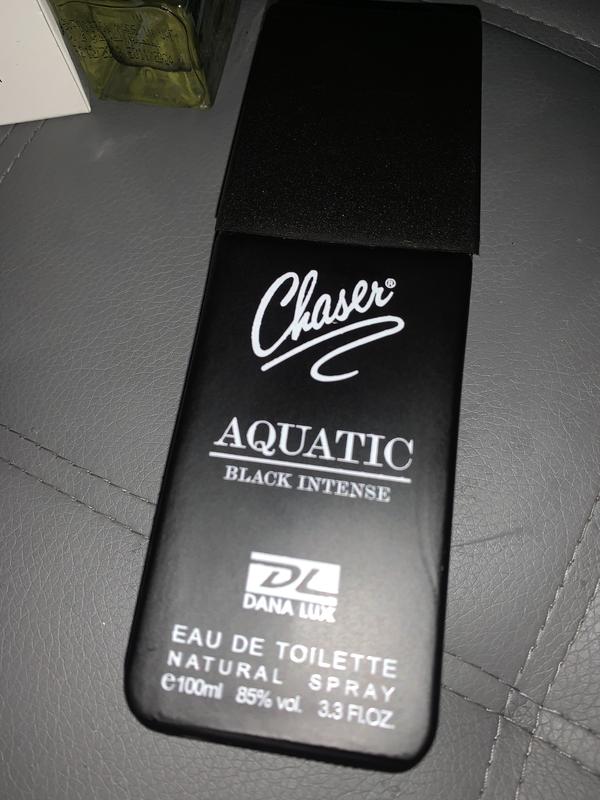 Chaser®
AQUATIC
BLACK INTENSE
DL
DANA LUX
EAU DE TOILETTE
NATURAL SPRAY
℮100ml 85% vol. 3.3 FL.OZ.